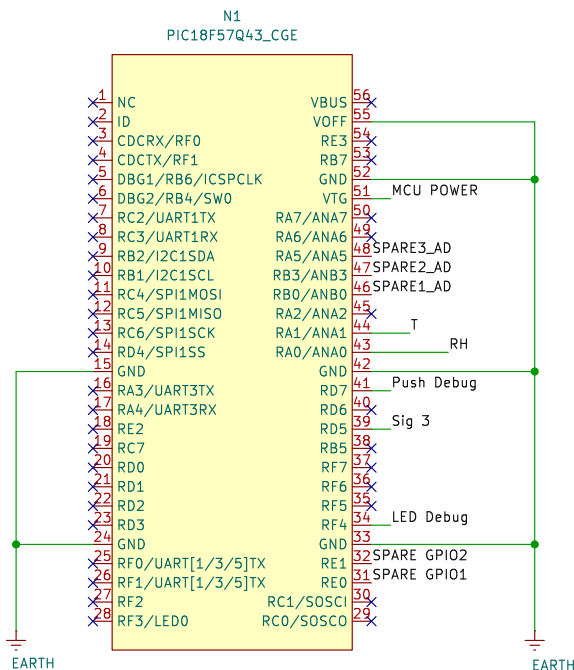 N1
PIC18F57Q43_CGE
1 NC VBUS 56
2 ID VOFF 55
3 CDCRX/RF0 RE3 54
4 CDCTX/RF1 RB7 53
5 DBG1/RB6/ICSPCLK GND 52
6 DBG2/RB4/SW0 VTG 51 MCU POWER
7 RC2/UART1TX RA7/ANA7 50
8 RC3/UART1RX RA6/ANA6 49
9 RB2/I2C1SDA RA5/ANA5 48 SPARE3_AD
10 RB1/I2C1SCL RB3/ANB3 47 SPARE2_AD
11 RC4/SPI1MOSI RB0/ANB0 46 SPARE1_AD
12 RC5/SPI1MISO RA2/ANA2 45
13 RC6/SPI1SCK RA1/ANA1 44 T
14 RD4/SPI1SS RA0/ANA0 43 RH
15 GND GND 42
16 RA3/UART3TX RD7 41 Push Debug
17 RA4/UART3RX RD6 40
18 RE2 RD5 39 Sig 3
19 RC7 RB5 38
20 RD0 RF7 37
21 RD1 RF6 36
22 RD2 RF5 35
23 RD3 RF4 34 LED Debug
24 GND GND 33
25 RF0/UART[1/3/5]TX RE1 32 SPARE GPIO2
26 RF1/UART[1/3/5]TX RE0 31 SPARE GPIO1
27 RF2 RC1/SOSCI 30
28 RF3/LED0 RC0/SOSCO 29
EARTH EARTH